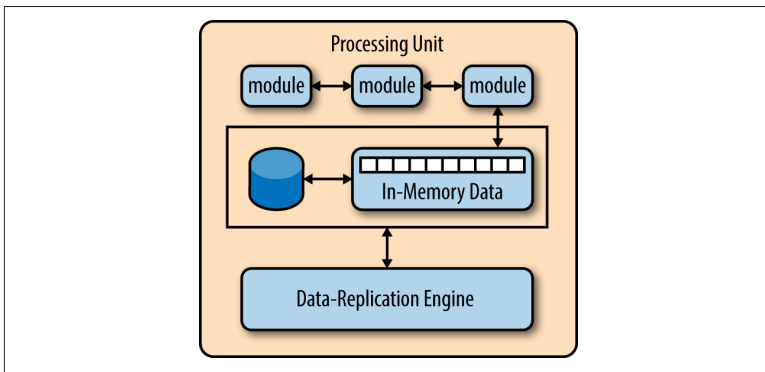 Processing Unit
module
module
module
In-Memory Data
Data-Replication Engine